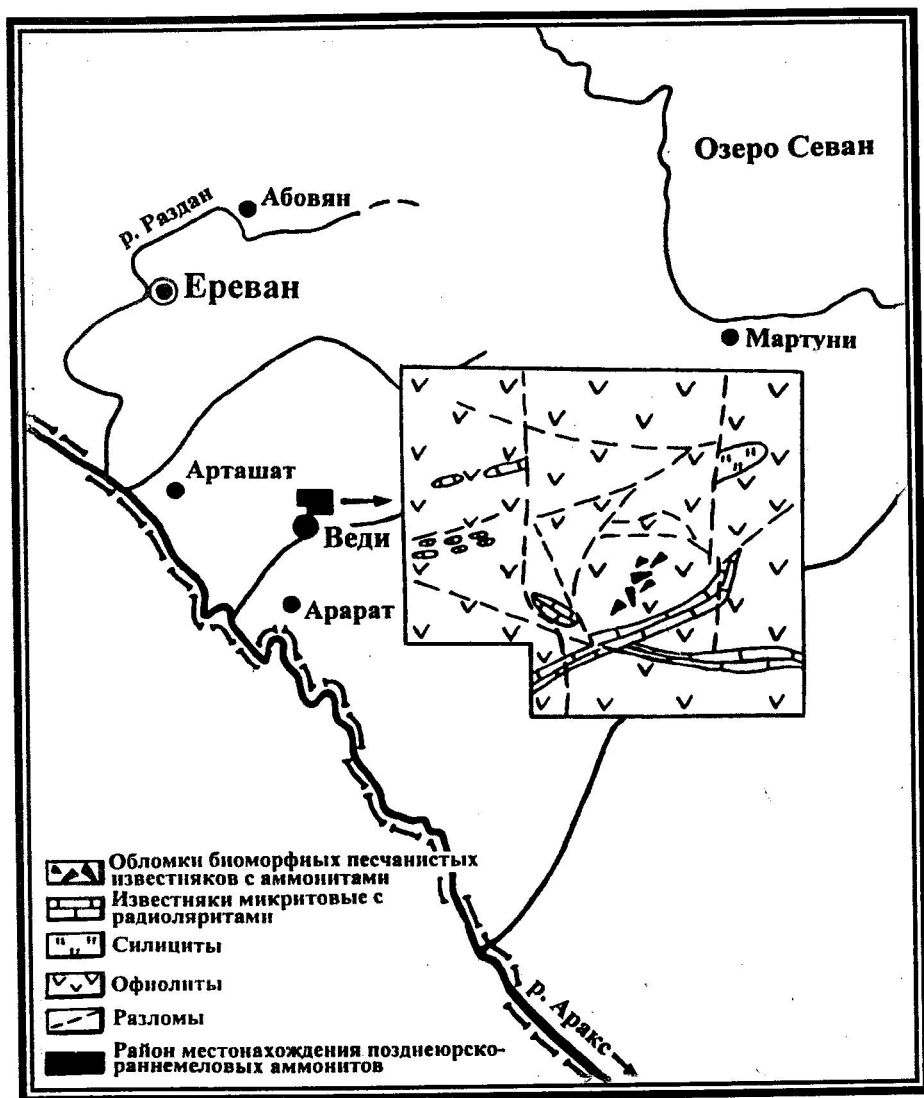 Озеро Севан
Абовян
р. Раздан
Ереван
Мартуни
Арташат
Веди
Арарат
Обломки биоморфных песчанистых
известняков с аммонитами
Известняки микритовые с
радиоляритами
Силициты
Офиолиты
Разломы
Район местонахождения позднеюрско-
раннемеловых аммонитов
р. Аракс